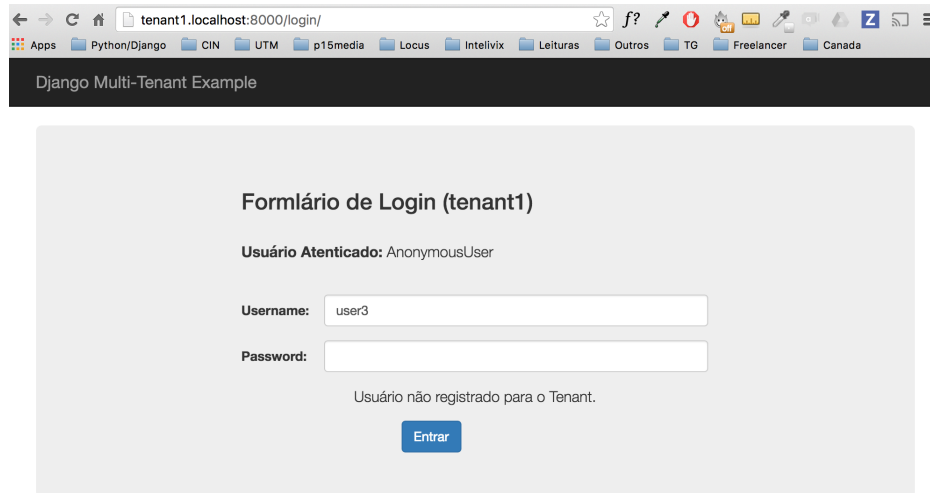 tenant1.localhost:8000/login/ f?
Apps Python/Django CIN UTM p15media Locus Intelivix Leituras Outros TG Freelancer Canada
off
Z
Django Multi-Tenant Example
Formlário de Login (tenant1)
Usuário Atenticado: AnonymousUser
Username: user3
Password:
Usuário não registrado para o Tenant.
Entrar